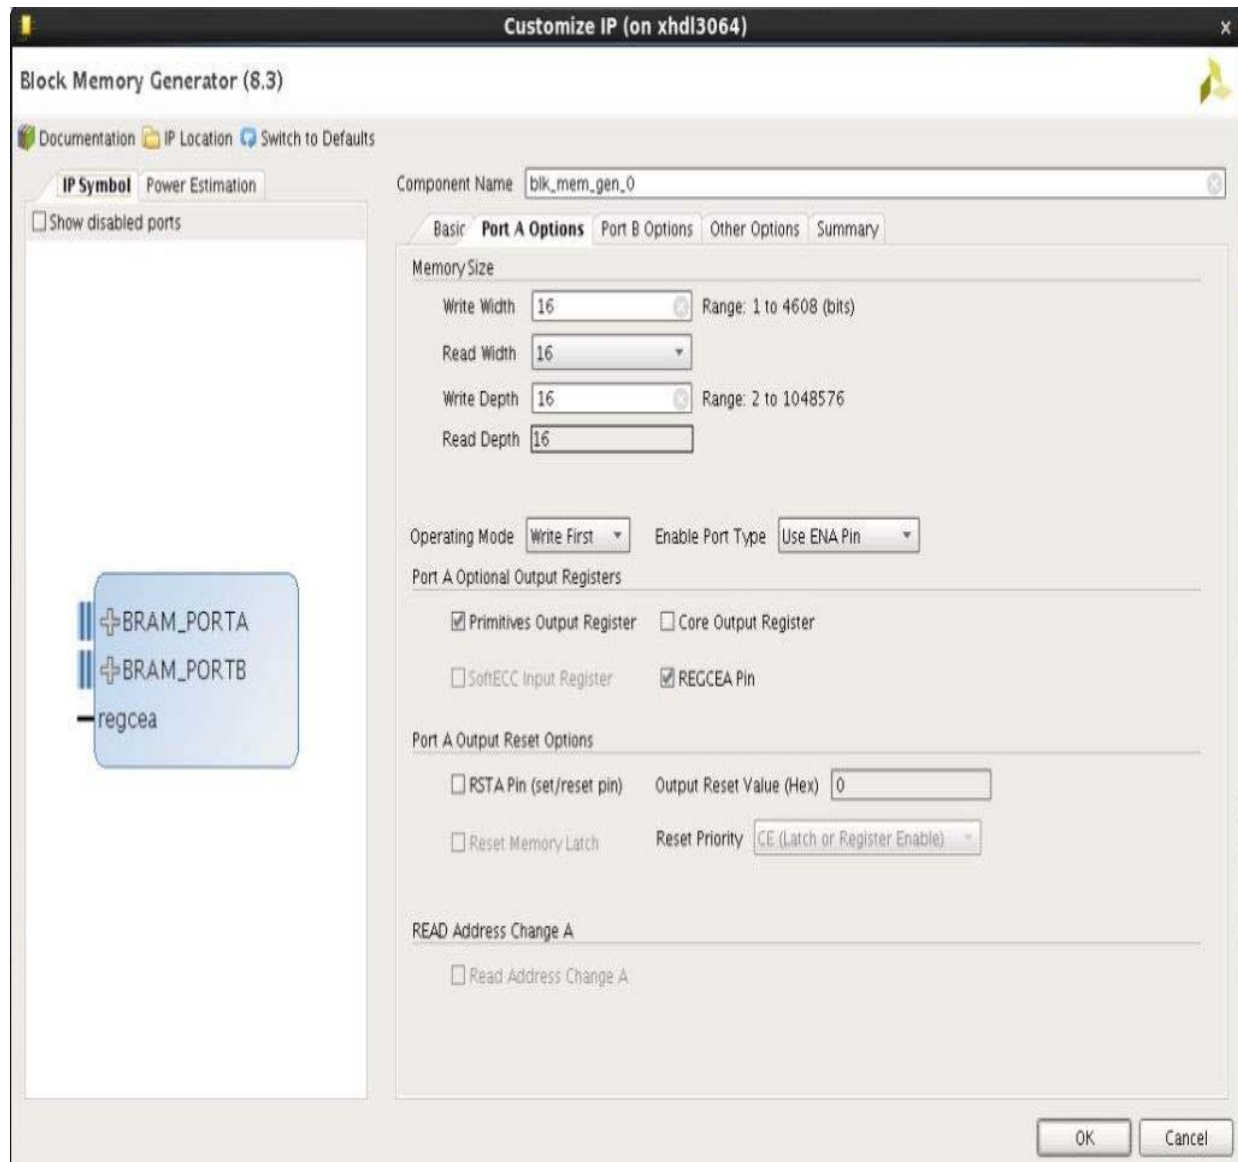 Customize IP (on xhdl3064)
x
Block Memory Generator (8.3)
Documentation IP Location Switch to Defaults
IP Symbol Power Estimation
Show disabled ports
BRAM_PORTA
BRAM_PORTB
regcea
Component Name blk_mem_gen_0
Basic Port A Options Port B Options Other Options Summary
Memory Size
Write Width 16 Range: 1 to 4608 (bits)
Read Width 16
Write Depth 16 Range: 2 to 1048576
Read Depth 16
Operating Mode Write First Enable Port Type Use ENA Pin
Port A Optional Output Registers
Primitives Output Register Core Output Register
SoftECC Input Register REGCEA Pin
Port A Output Reset Options
RSTA Pin (set/reset pin) Output Reset Value (Hex) 0
Reset Memory Latch Reset Priority CE (Latch or Register Enable)
READ Address Change A
Read Address Change A
OK Cancel